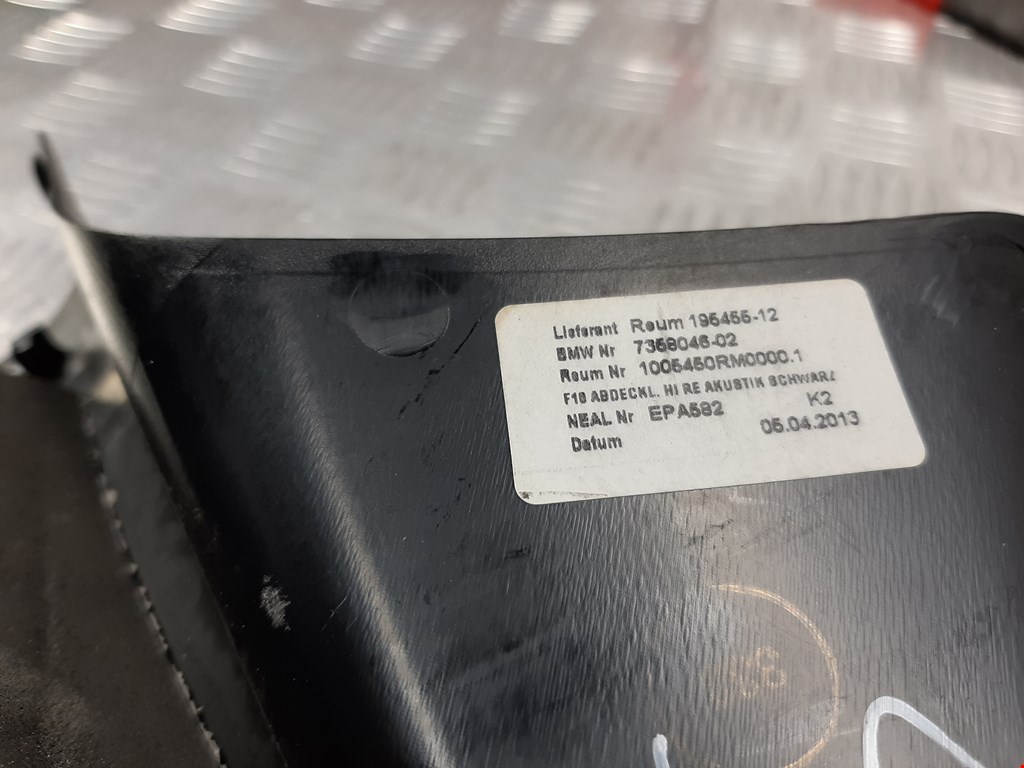 Lieferant Reum 195455-12
BMW Nr 7358046-02
Reum Nr 1005450RM0000.1
F10 ABDECKL. HI RE AKUSTIK SCHWARZ
NEAL Nr EPA592 K2
Datum 05.04.2013